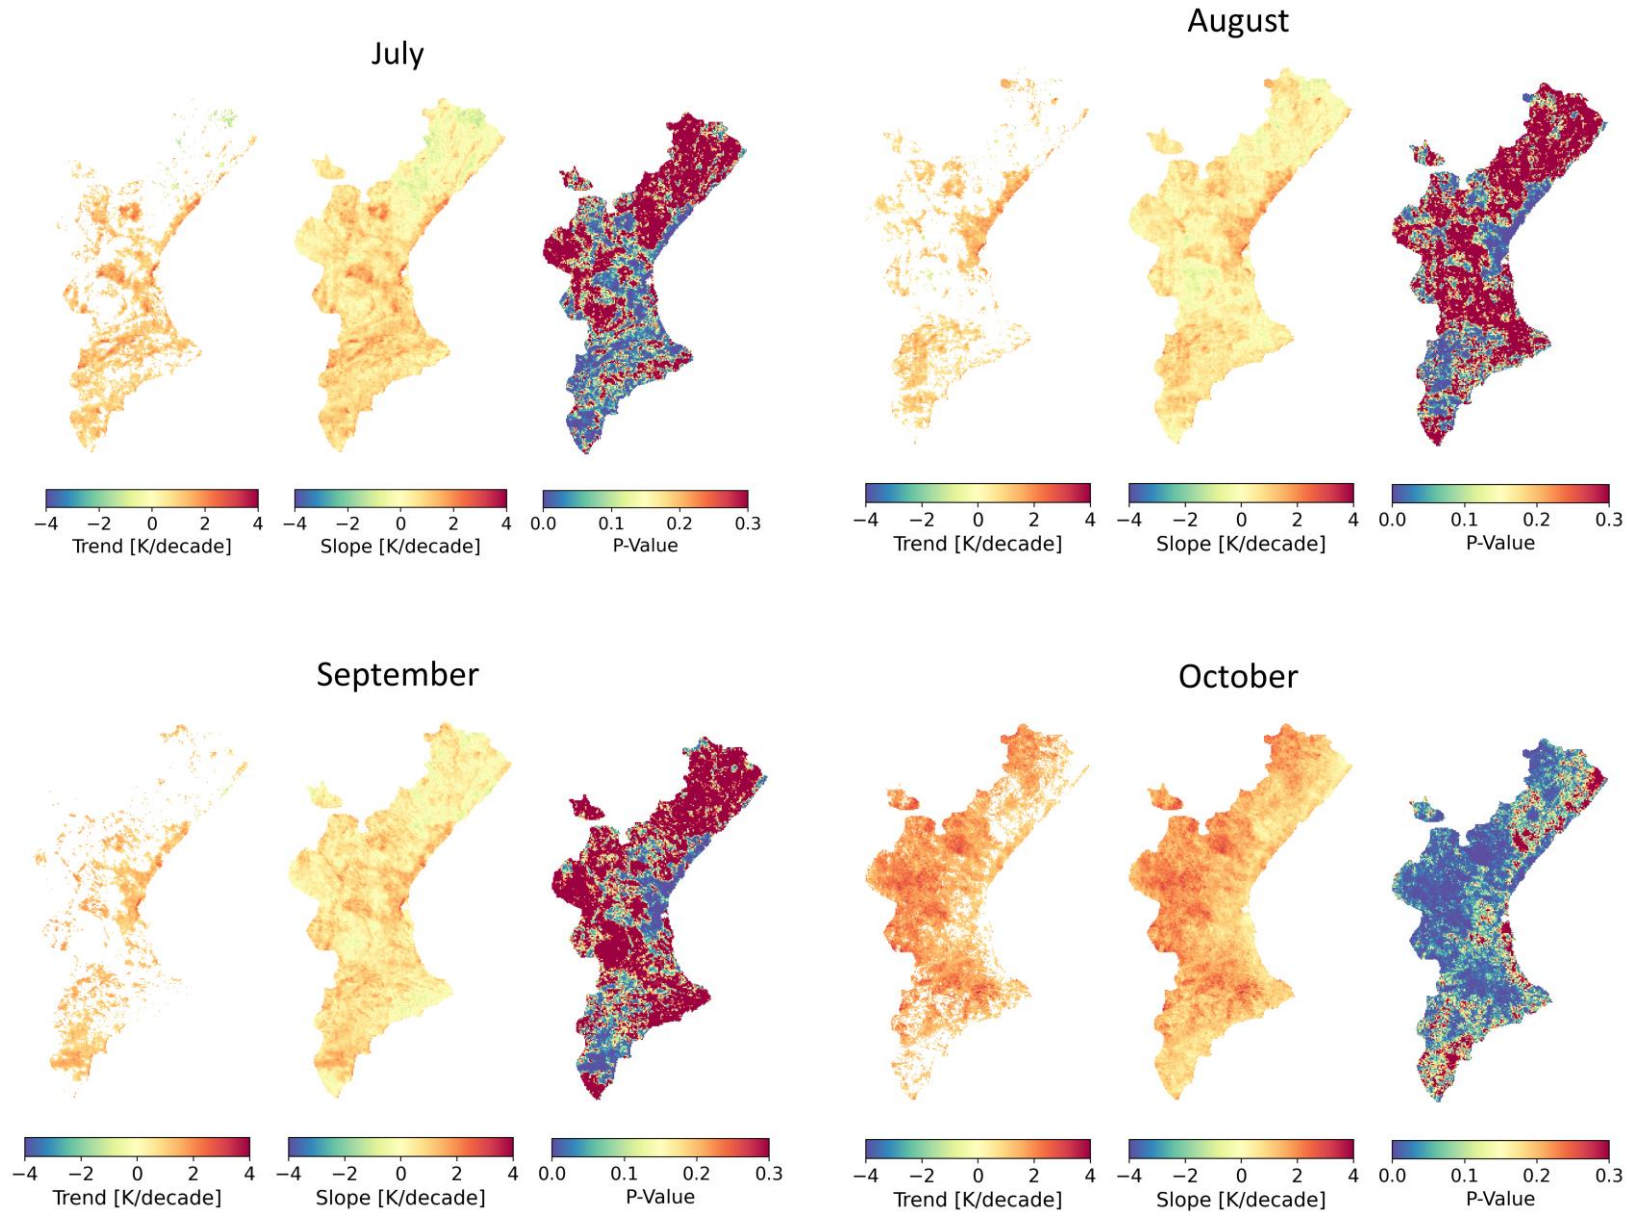 July
August
−4 −2 0 2 4
Trend [K/decade]
−4 −2 0 2 4
Slope [K/decade]
0.0 0.1 0.2 0.3
P-Value
−4 −2 0 2 4
Trend [K/decade]
−4 −2 0 2 4
Slope [K/decade]
0.0 0.1 0.2 0.3
P-Value
September
October
−4 −2 0 2 4
Trend [K/decade]
−4 −2 0 2 4
Slope [K/decade]
0.0 0.1 0.2 0.3
P-Value
−4 −2 0 2 4
Trend [K/decade]
−4 −2 0 2 4
Slope [K/decade]
0.0 0.1 0.2 0.3
P-Value